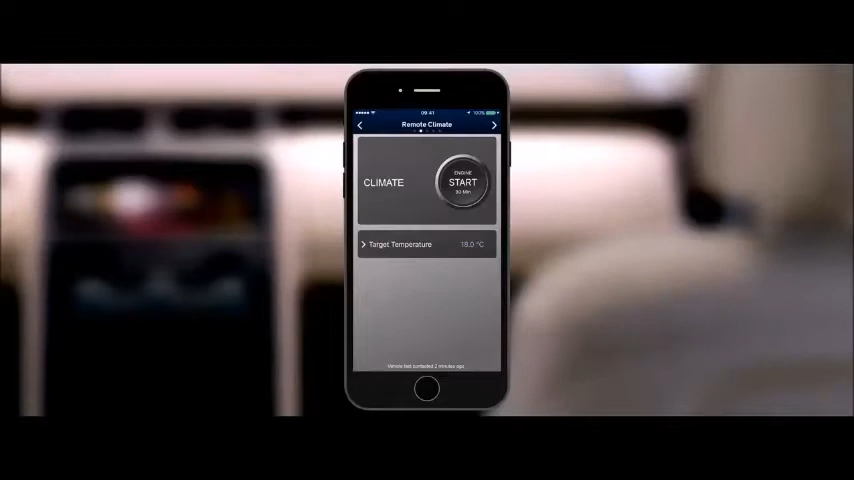 09:41
100%
Remote Climate
CLIMATE
ENGINE
START
30 Min
Target Temperature 18.0 °C
Vehicle last contacted 2 minutes ago